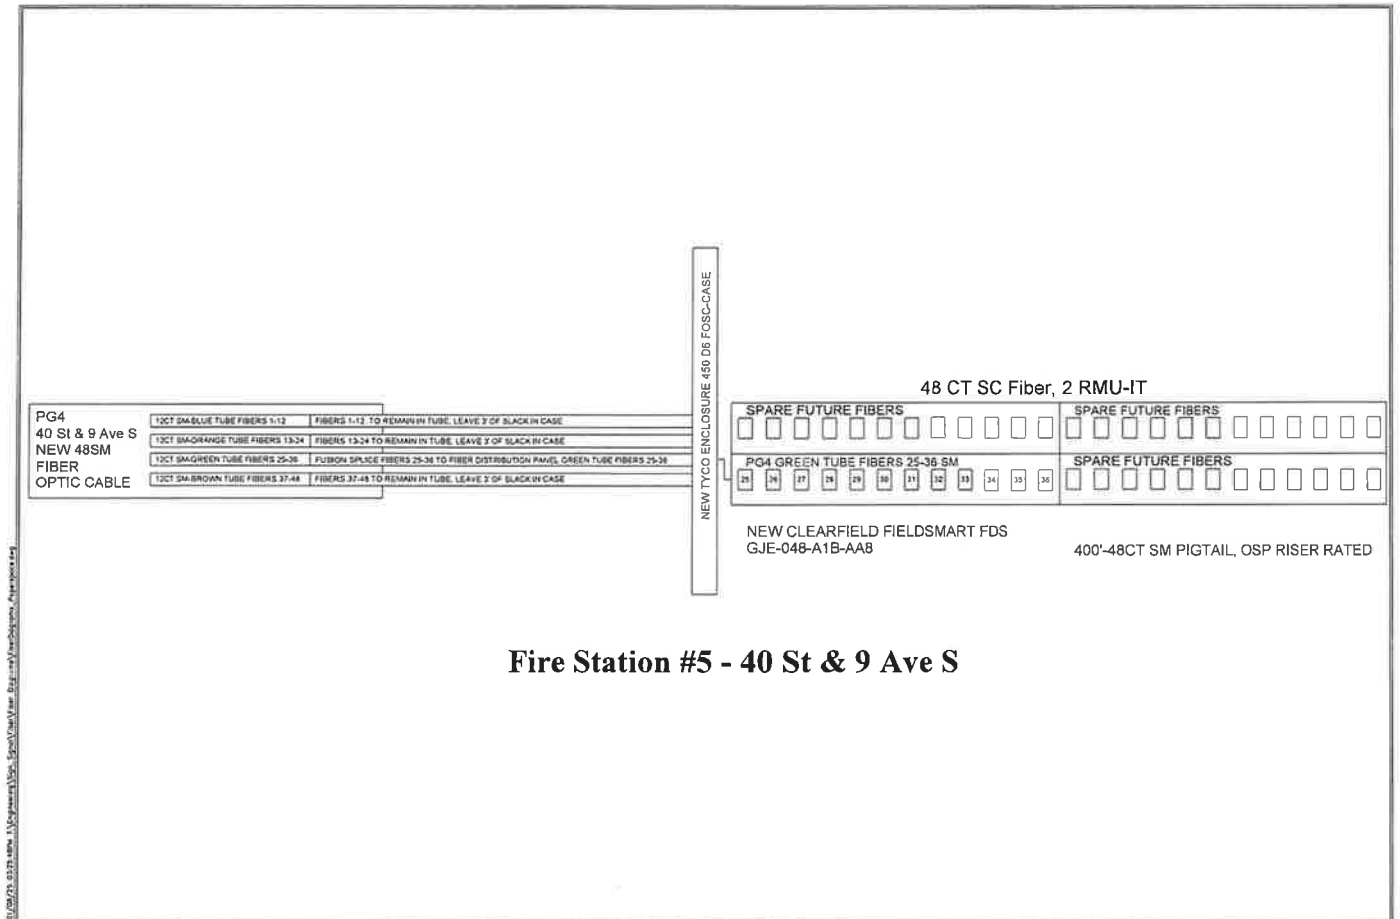 48 CT SC Fiber, 2 RMU-IT
PG4
40 St & 9 Ave S
NEW 48SM
FIBER
OPTIC CABLE
12CT SM-BLUE TUBE FIBERS 1-12 FIBERS 1-12 TO REMAIN IN TUBE, LEAVE 3' OF SLACK IN CASE
12CT SM-ORANGE TUBE FIBERS 13-24 FIBERS 13-24 TO REMAIN IN TUBE, LEAVE 3' OF SLACK IN CASE
12CT SM-GREEN TUBE FIBERS 25-36 FUSION SPLICE FIBERS 25-36 TO FIBER DISTRIBUTION PANEL GREEN TUBE FIBERS 25-36
12CT SM-BROWN TUBE FIBERS 37-48 FIBERS 37-48 TO REMAIN IN TUBE, LEAVE 3' OF SLACK IN CASE
NEW TYCO ENCLOSURE 450 D6 FOSC-CASE
SPARE FUTURE FIBERS
SPARE FUTURE FIBERS
PG4 GREEN TUBE FIBERS 25-36 SM
25 26 27 28 29 30 31 32 33 34 35 36
SPARE FUTURE FIBERS
NEW CLEARFIELD FIELDSMART FDS
GJE-048-A1B-AA8
400'-48CT SM PIGTAIL, OSP RISER RATED
Fire Station #5 - 40 St & 9 Ave S